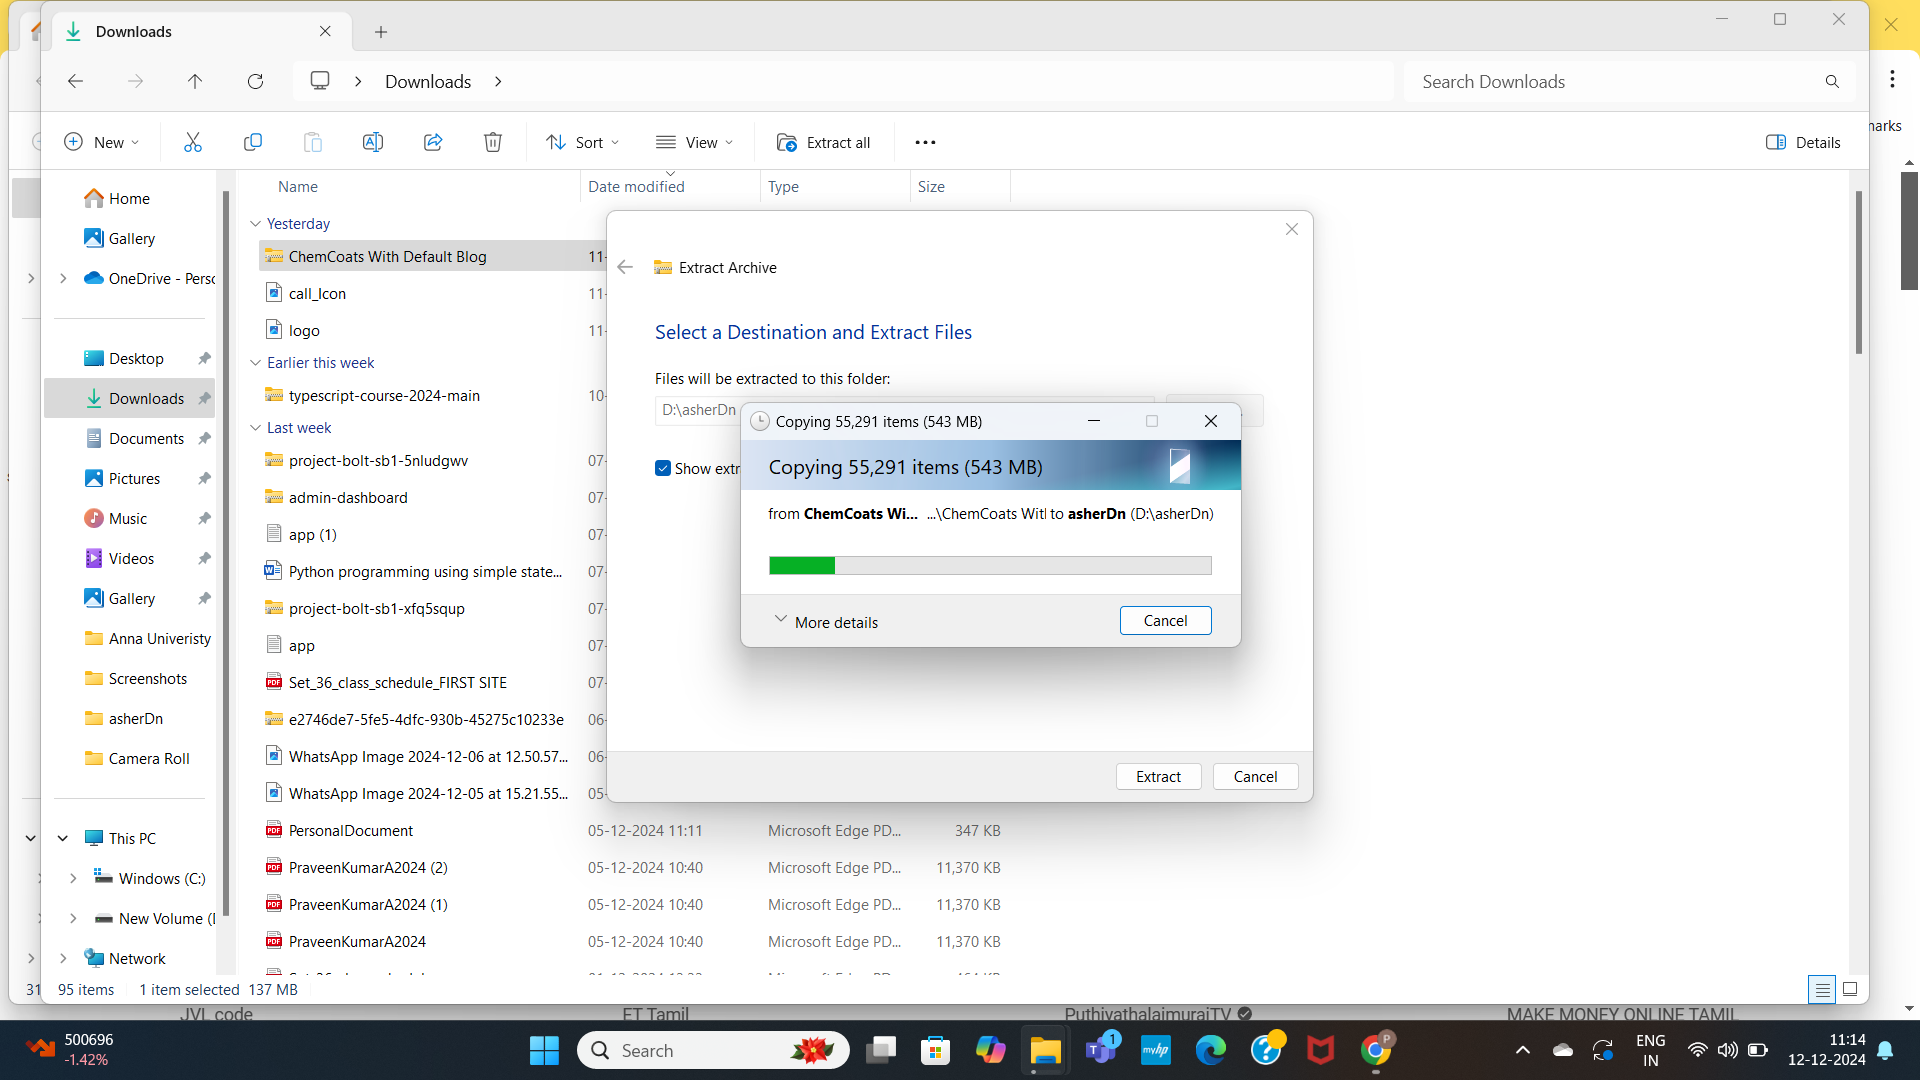 Downloads
Downloads
Search Downloads
New
Sort
View
Extract all
Details
marks
Name
Date modified
Type
Size
Home
Gallery
OneDrive - Perso
Desktop
Downloads
Documents
Pictures
Music
Videos
Gallery
Anna Univeristy
Screenshots
asherDn
Camera Roll
This PC
Windows (C:)
New Volume (
Network
Yesterday
ChemCoats With Default Blog 11-
call_Icon 11-
logo 11-
Earlier this week
typescript-course-2024-main 10-
Last week
project-bolt-sb1-5nludgwv 07-
admin-dashboard 07-
app (1) 07-
Python programming using simple state... 07-
project-bolt-sb1-xfq5squp 07-
app 07-
Set_36_class_schedule_FIRST SITE 07-
e2746de7-5fe5-4dfc-930b-45275c10233e 06-
WhatsApp Image 2024-12-06 at 12.50.57... 06-
WhatsApp Image 2024-12-05 at 15.21.55... 05-
PersonalDocument 05-12-2024 11:11 Microsoft Edge PD... 347 KB
PraveenKumarA2024 (2) 05-12-2024 10:40 Microsoft Edge PD... 11,370 KB
PraveenKumarA2024 (1) 05-12-2024 10:40 Microsoft Edge PD... 11,370 KB
PraveenKumarA2024 05-12-2024 10:40 Microsoft Edge PD... 11,370 KB
Extract Archive
Select a Destination and Extract Files
Files will be extracted to this folder:
D:\asherDn
Show extr
Copying 55,291 items (543 MB)
Copying 55,291 items (543 MB)
from ChemCoats Wi... ...\ChemCoats Witl to asherDn (D:\asherDn)
More details
Cancel
Extract
Cancel
31
95 items
1 item selected 137 MB
JVL code
ET Tamil
PuthiyathalaimuraiTV
MAKE MONEY ONLINE TAMIL
500696
-1.42%
Search
1
myhp
P
ENG
IN
11:14
12-12-2024